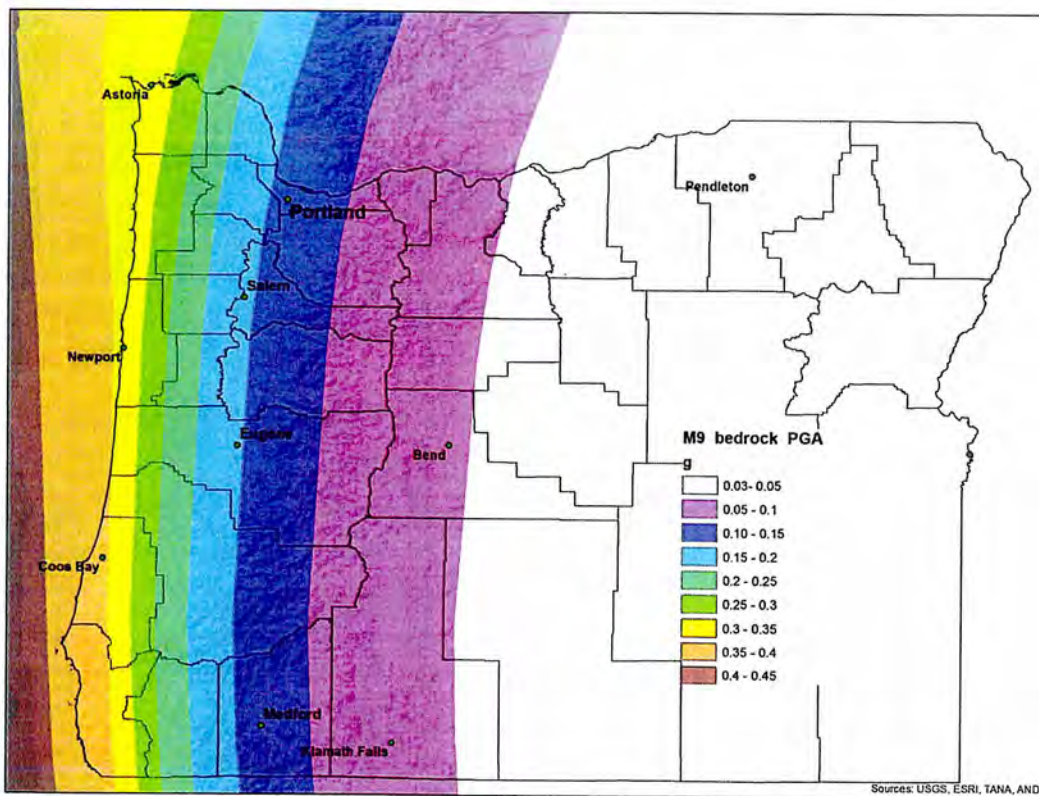 Astoria
Pendleton
Portland
Salem
Newport
Eugene
Bend
M9 bedrock PGA
g
0.03- 0.05
0.05 - 0.1
0.10 - 0.15
0.15 - 0.2
0.2 - 0.25
0.25 - 0.3
0.3 - 0.35
0.35 - 0.4
0.4 - 0.45
Coos Bay
Medford
Klamath Falls
Sources: USGS, ESRI, TANA, AND